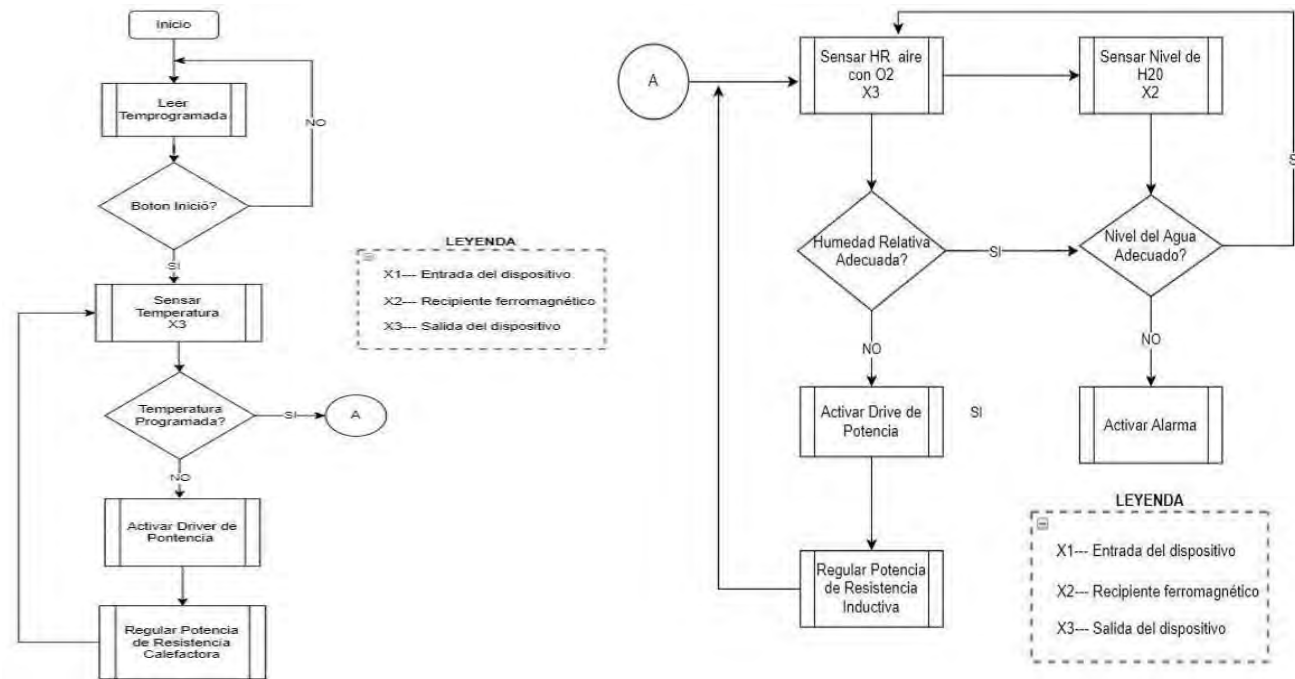 Inicio
Leer
Temprogramada
NO
Boton Inició?
SI
Sensar
Temperatura
X3
Temperatura
Programada?
SI
A
NO
Activar Driver de
Pontencia
Regular Potencia
de Resistencia
Calefactora
LEYENDA
X1--- Entrada del dispositivo
X2--- Recipiente ferromagnético
X3--- Salida del dispositivo
A
Sensar HR aire
con O2
X3
Sensar Nivel de
H20
X2
Humedad Relativa
Adecuada?
SI
Nivel del Agua
Adecuado?
S
NO
NO
Activar Drive de
Potencia
SI
Activar Alarma
Regular Potencia
de Resistencia
Inductiva
LEYENDA
X1--- Entrada del dispositivo
X2--- Recipiente ferromagnético
X3--- Salida del dispositivo